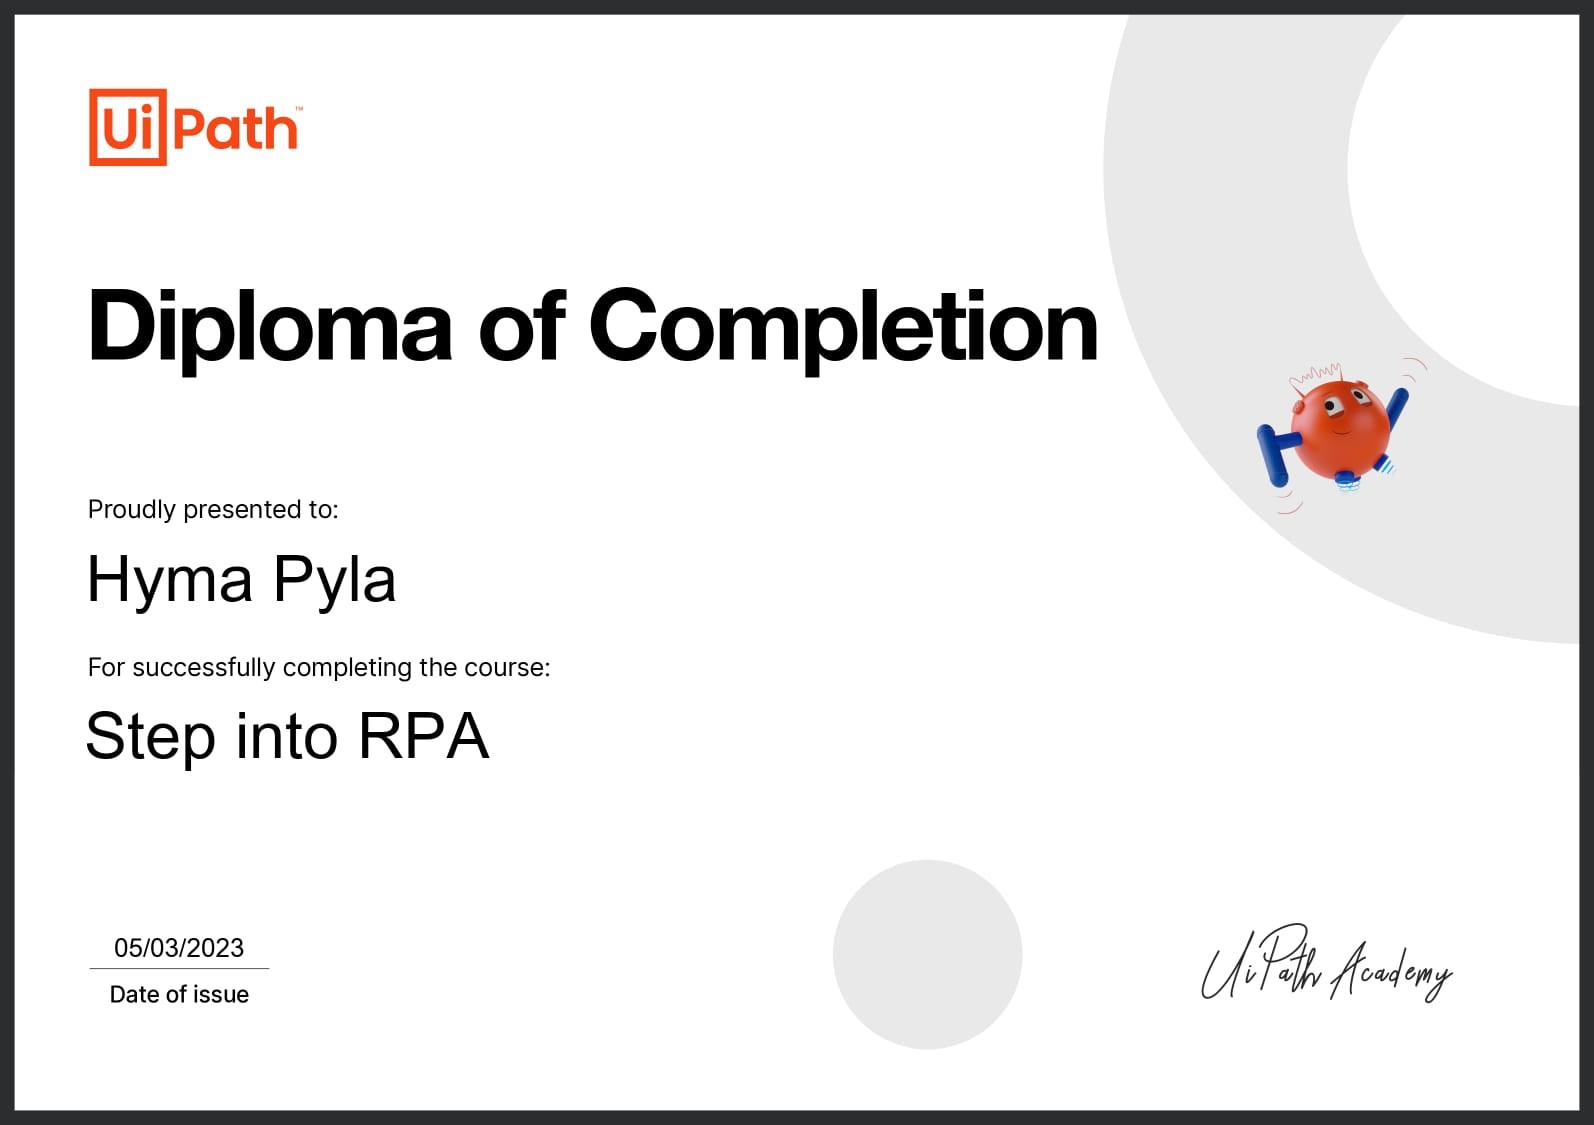 UiPath™
Diploma of Completion
Proudly presented to:
Hyma Pyla
For successfully completing the course:
Step into RPA
05/03/2023
Date of issue
UiPath Academy